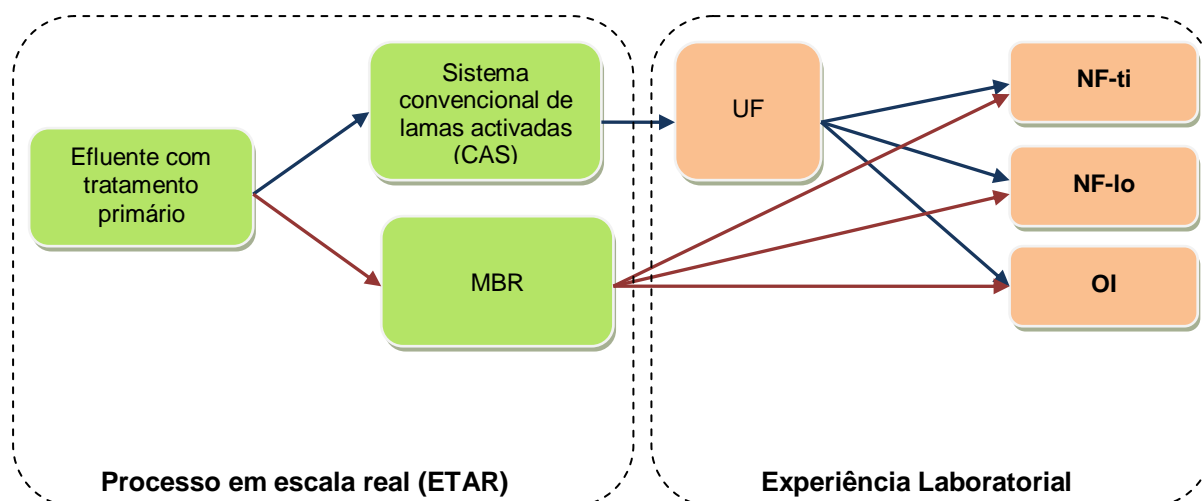 Efluente com
tratamento
primário
Sistema
convencional de
lamas activadas
(CAS)
MBR
UF
NF-ti
NF-lo
OI
Processo em escala real (ETAR)
Experiência Laboratorial